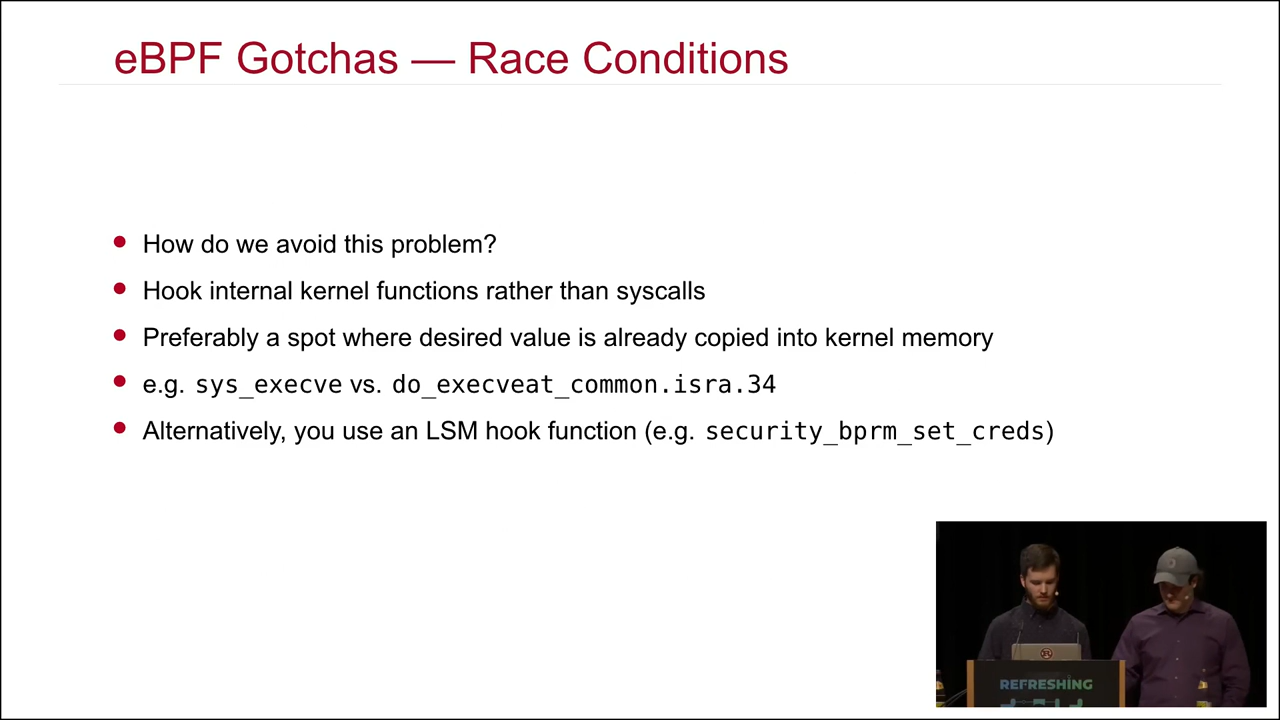 eBPF Gotchas — Race Conditions
How do we avoid this problem?
Hook internal kernel functions rather than syscalls
Preferably a spot where desired value is already copied into kernel memory
e.g. sys_execve vs. do_execveat_common.isra.34
Alternatively, you use an LSM hook function (e.g. security_bprm_set_creds)
REFRESHING